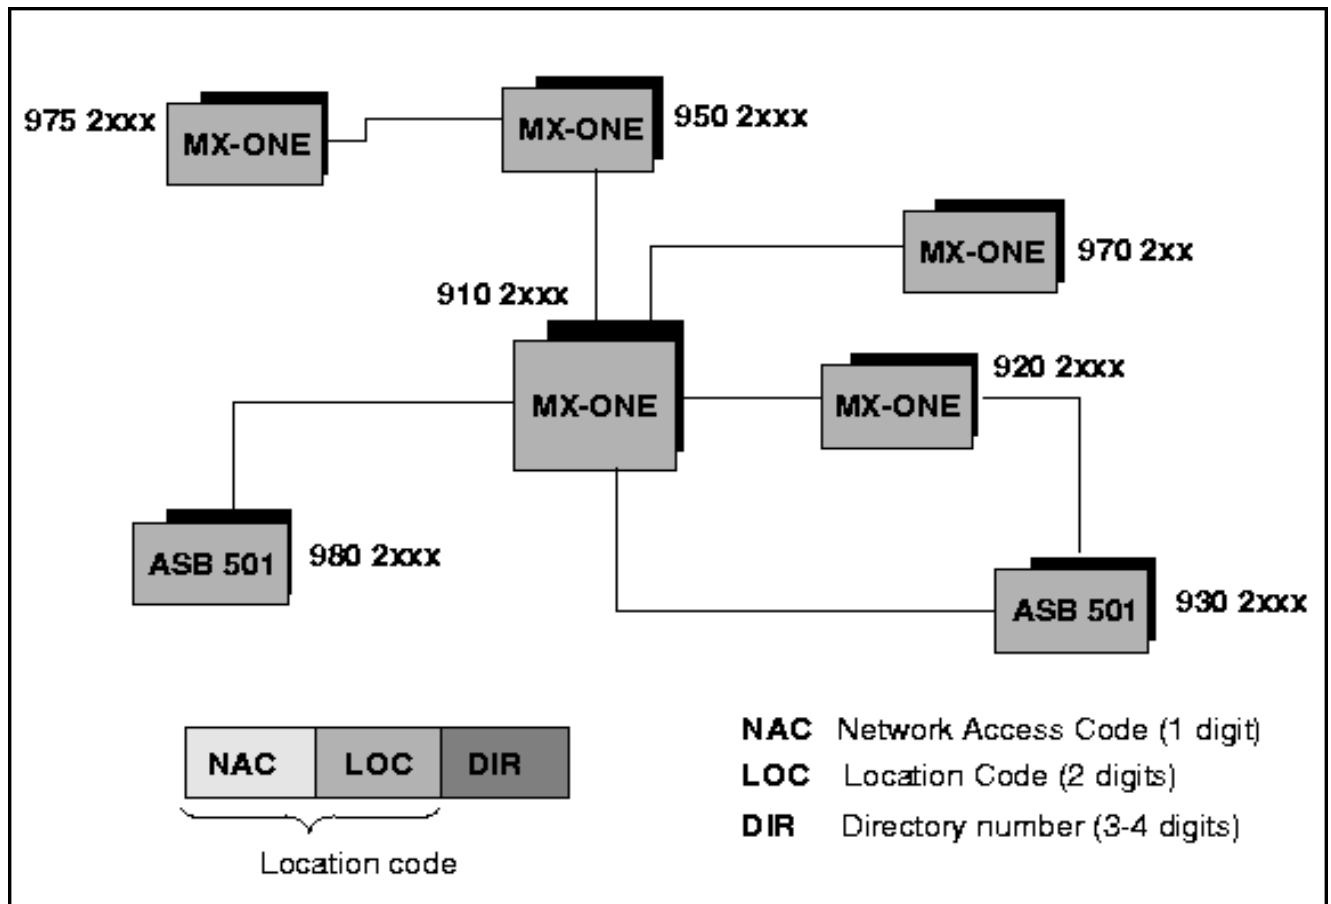 975 2xxx
MX-ONE
MX-ONE
950 2xxx
MX-ONE
970 2xx
910 2xxx
MX-ONE
MX-ONE
920 2xxx
ASB 501
980 2xxx
ASB 501
930 2xxx
NAC LOC DIR
Location code
NAC Network Access Code (1 digit)
LOC Location Code (2 digits)
DIR Directory number (3-4 digits)